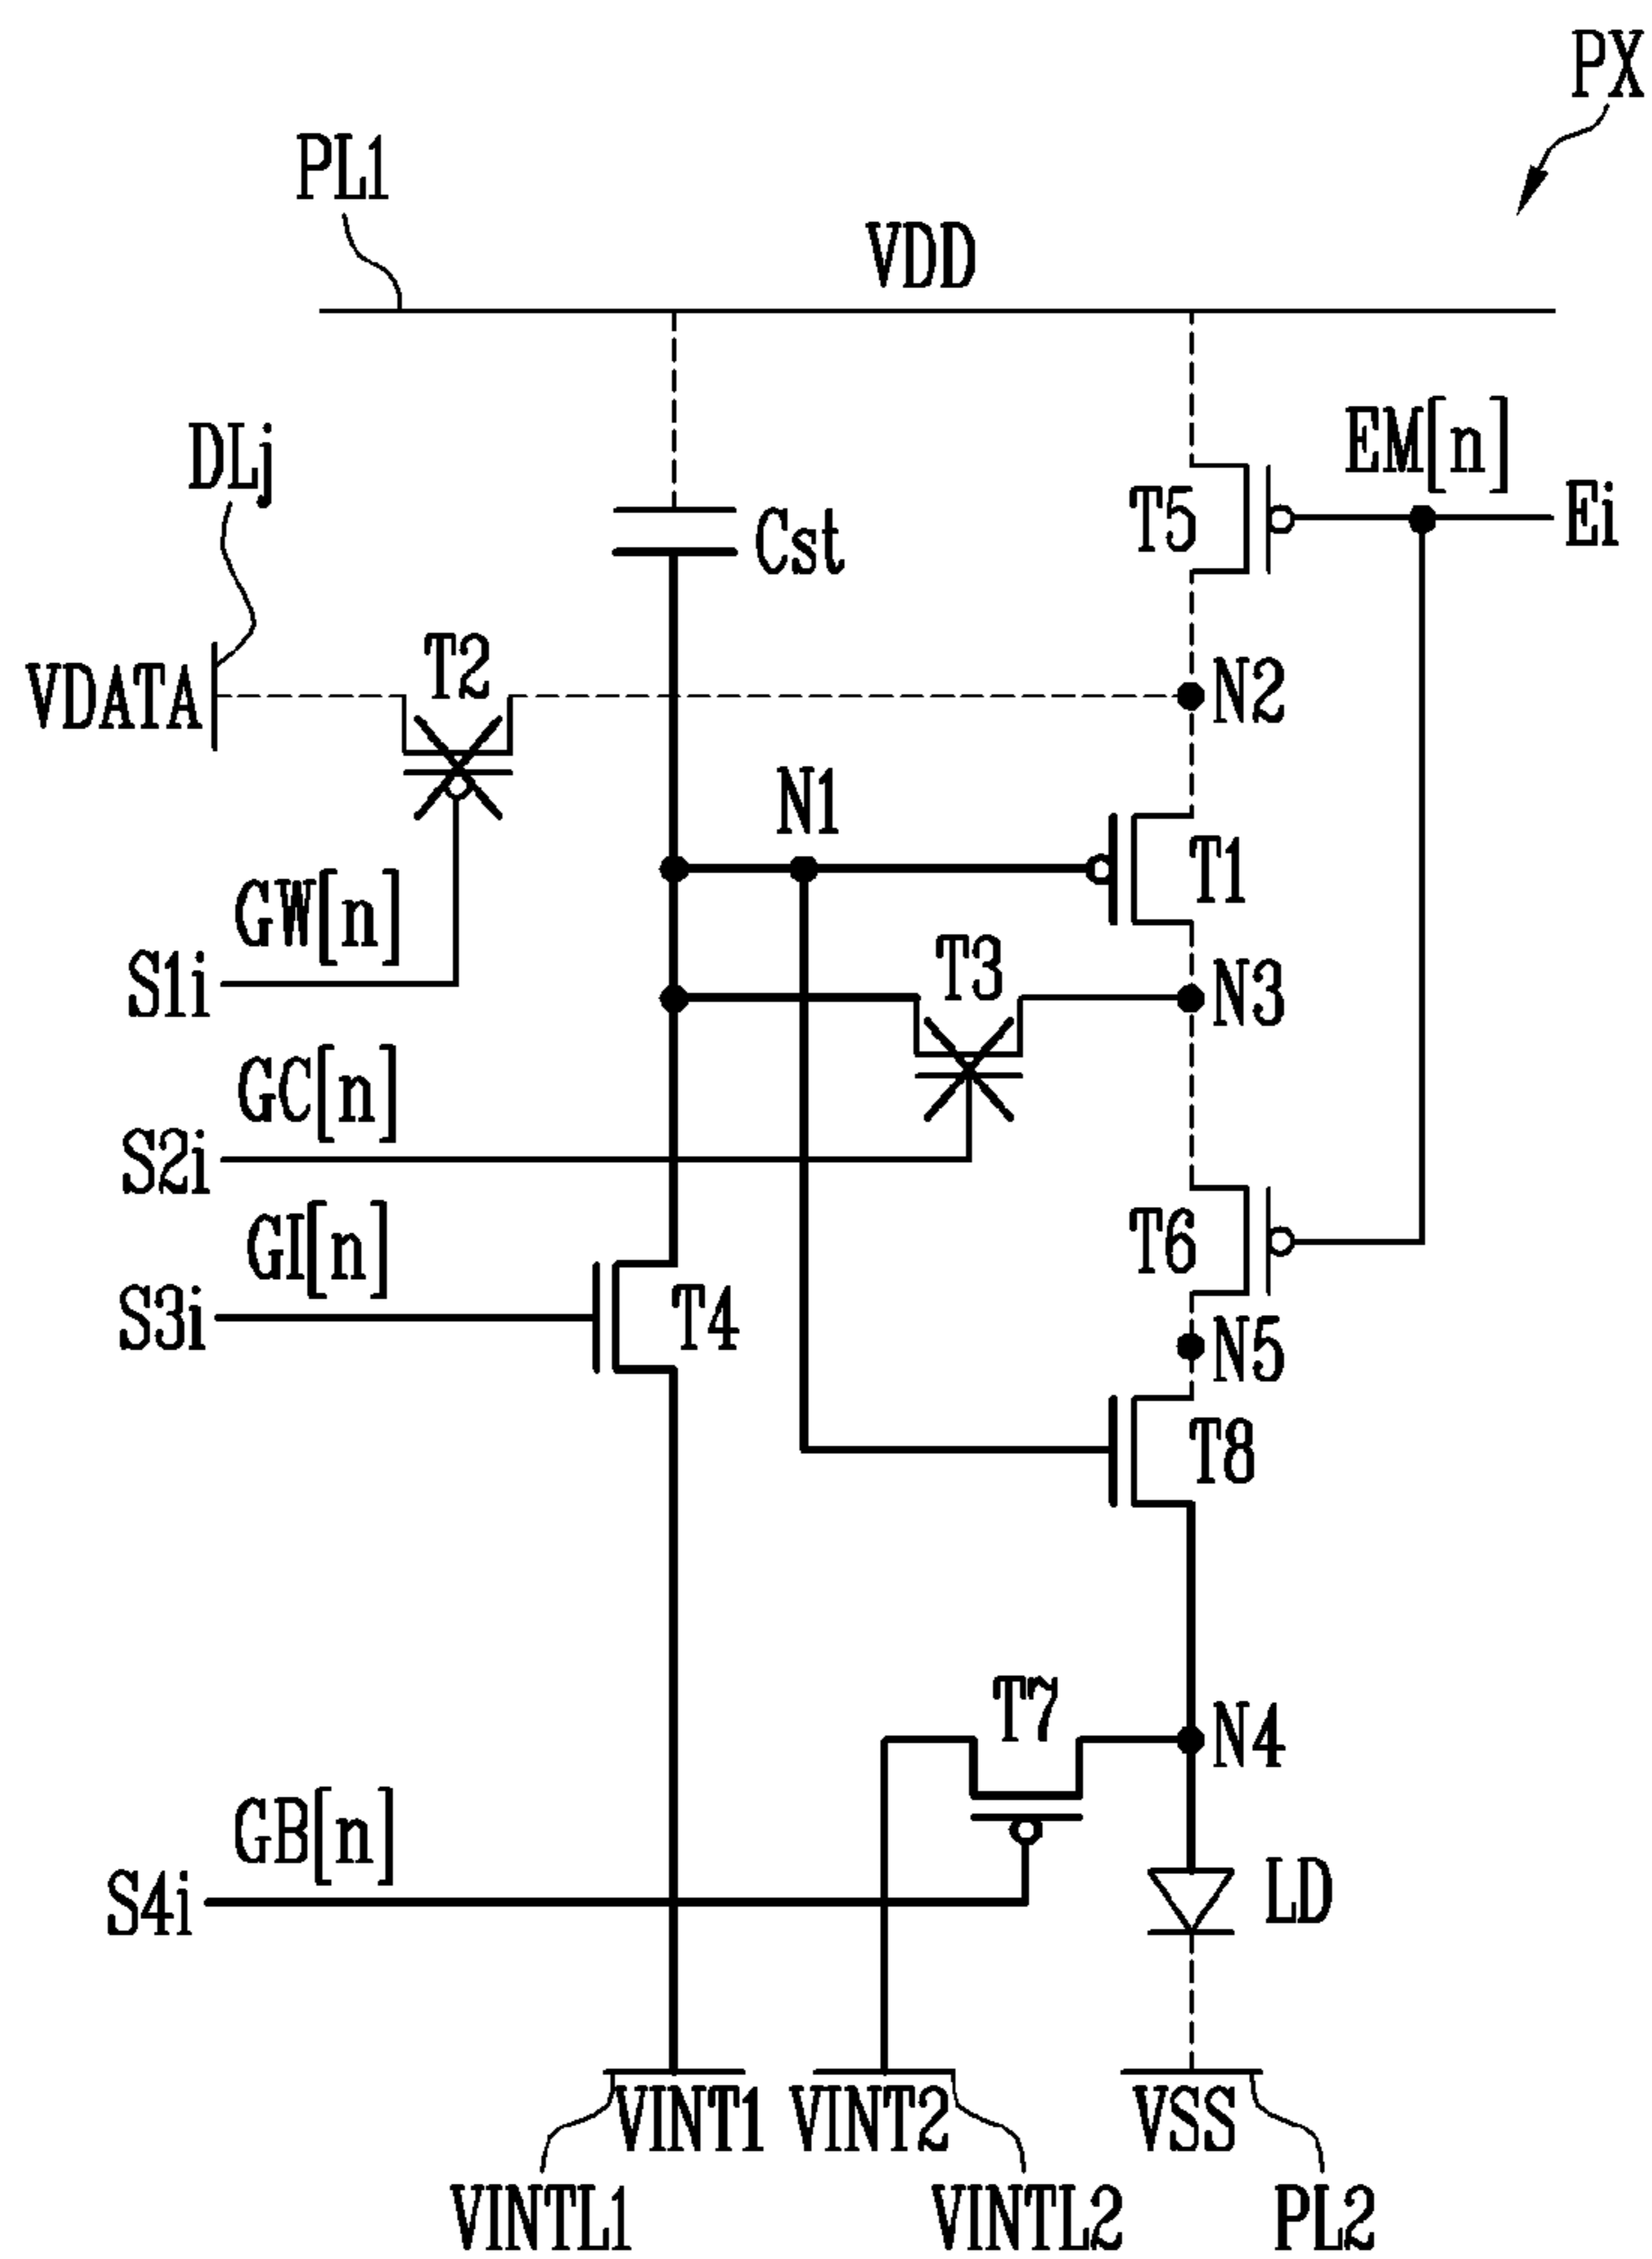 PX
PL1
VDD
DLj
EM[n]
Ei
T5
Cst
T2
VDATA
N2
N1
T1
GW[n]
S1i
T3
N3
GC[n]
S2i
GI[n]
S3i
T4
T6
N5
T8
T7
N4
GB[n]
S4i
LD
VINT1
VINT2
VSS
VINTL1
VINTL2
PL2